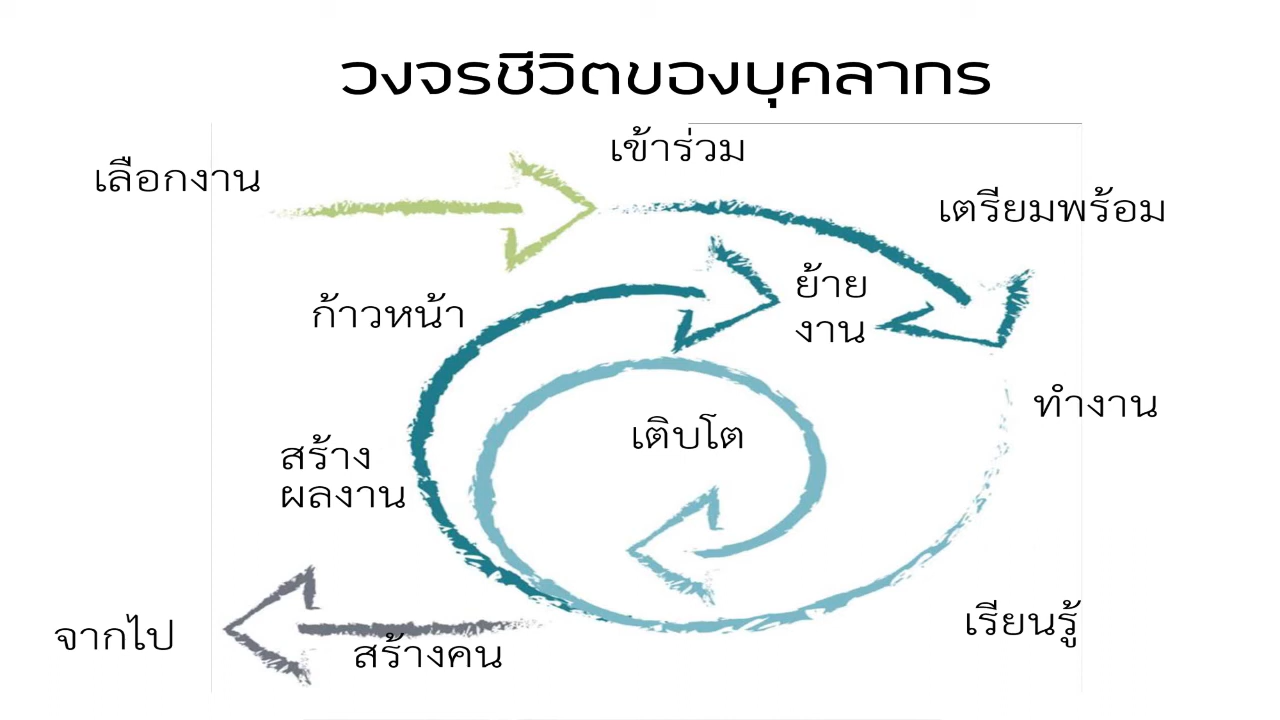 วงจรชีวิตของบุคลากร
เข้าร่วม
เลือกงาน
เตรียมพร้อม
ย้าย
งาน
ก้าวหน้า
ทำงาน
เติบโต
สร้าง
ผลงาน
เรียนรู้
จากไป
สร้างคน